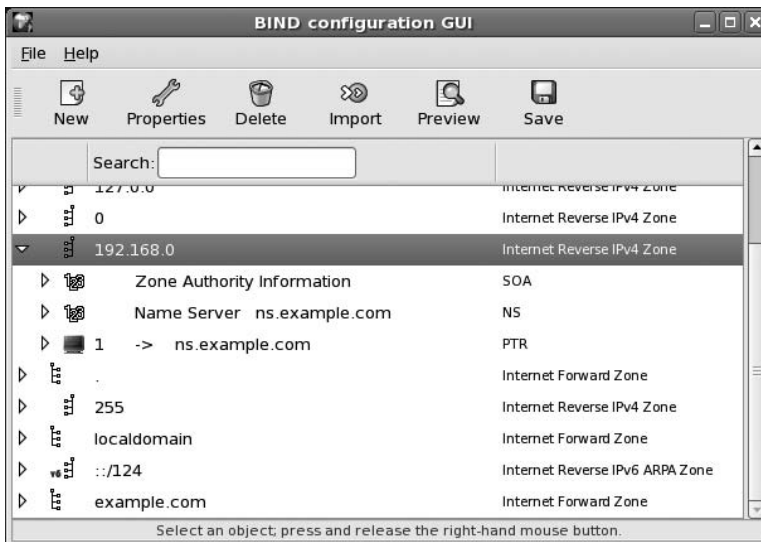 BIND configuration GUI
File Help
New Properties Delete Import Preview Save
Search:
127.0.0 Internet Reverse IPv4 Zone
0 Internet Reverse IPv4 Zone
192.168.0 Internet Reverse IPv4 Zone
123 Zone Authority Information SOA
123 Name Server ns.example.com NS
1 -> ns.example.com PTR
. Internet Forward Zone
255 Internet Reverse IPv4 Zone
localdomain Internet Forward Zone
v6 ::/124 Internet Reverse IPv6 ARPA Zone
example.com Internet Forward Zone
Select an object; press and release the right-hand mouse button.